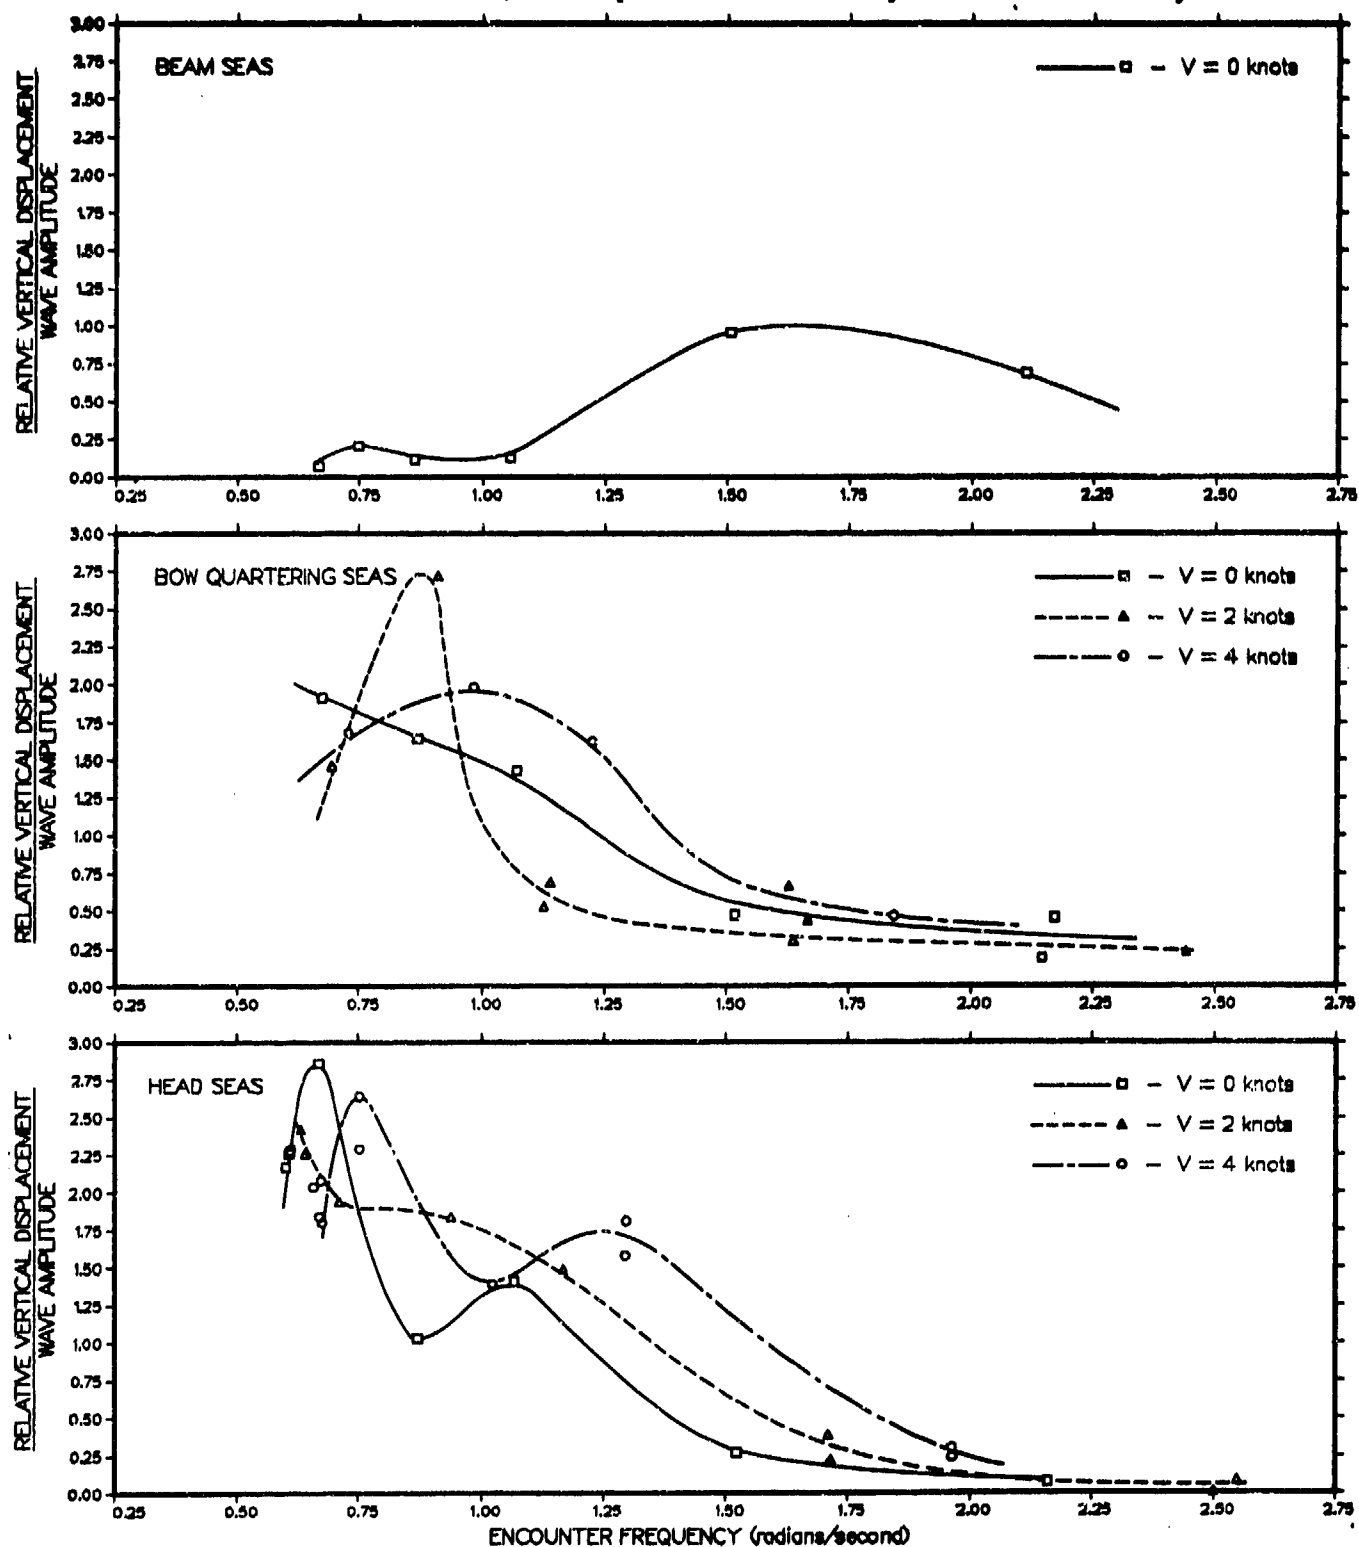 BEAM SEAS
— V = 0 knots
RELATIVE VERTICAL DISPLACEMENT
WAVE AMPLITUDE
3.00
2.75
2.50
2.25
2.00
1.75
1.50
1.25
1.00
0.75
0.50
0.25
0.00
0.25 0.50 0.75 1.00 1.25 1.50 1.75 2.00 2.25 2.50 2.75
BOW QUARTERING SEAS
— V = 0 knots
— V = 2 knots
— V = 4 knots
RELATIVE VERTICAL DISPLACEMENT
WAVE AMPLITUDE
3.00
2.75
2.50
2.25
2.00
1.75
1.50
1.25
1.00
0.75
0.50
0.25
0.00
0.25 0.50 0.75 1.00 1.25 1.50 1.75 2.00 2.25 2.50 2.75
HEAD SEAS
— V = 0 knots
— V = 2 knots
— V = 4 knots
RELATIVE VERTICAL DISPLACEMENT
WAVE AMPLITUDE
3.00
2.75
2.50
2.25
2.00
1.75
1.50
1.25
1.00
0.75
0.50
0.25
0.00
0.25 0.50 0.75 1.00 1.25 1.50 1.75 2.00 2.25 2.50 2.75
ENCOUNTER FREQUENCY (radians/second)